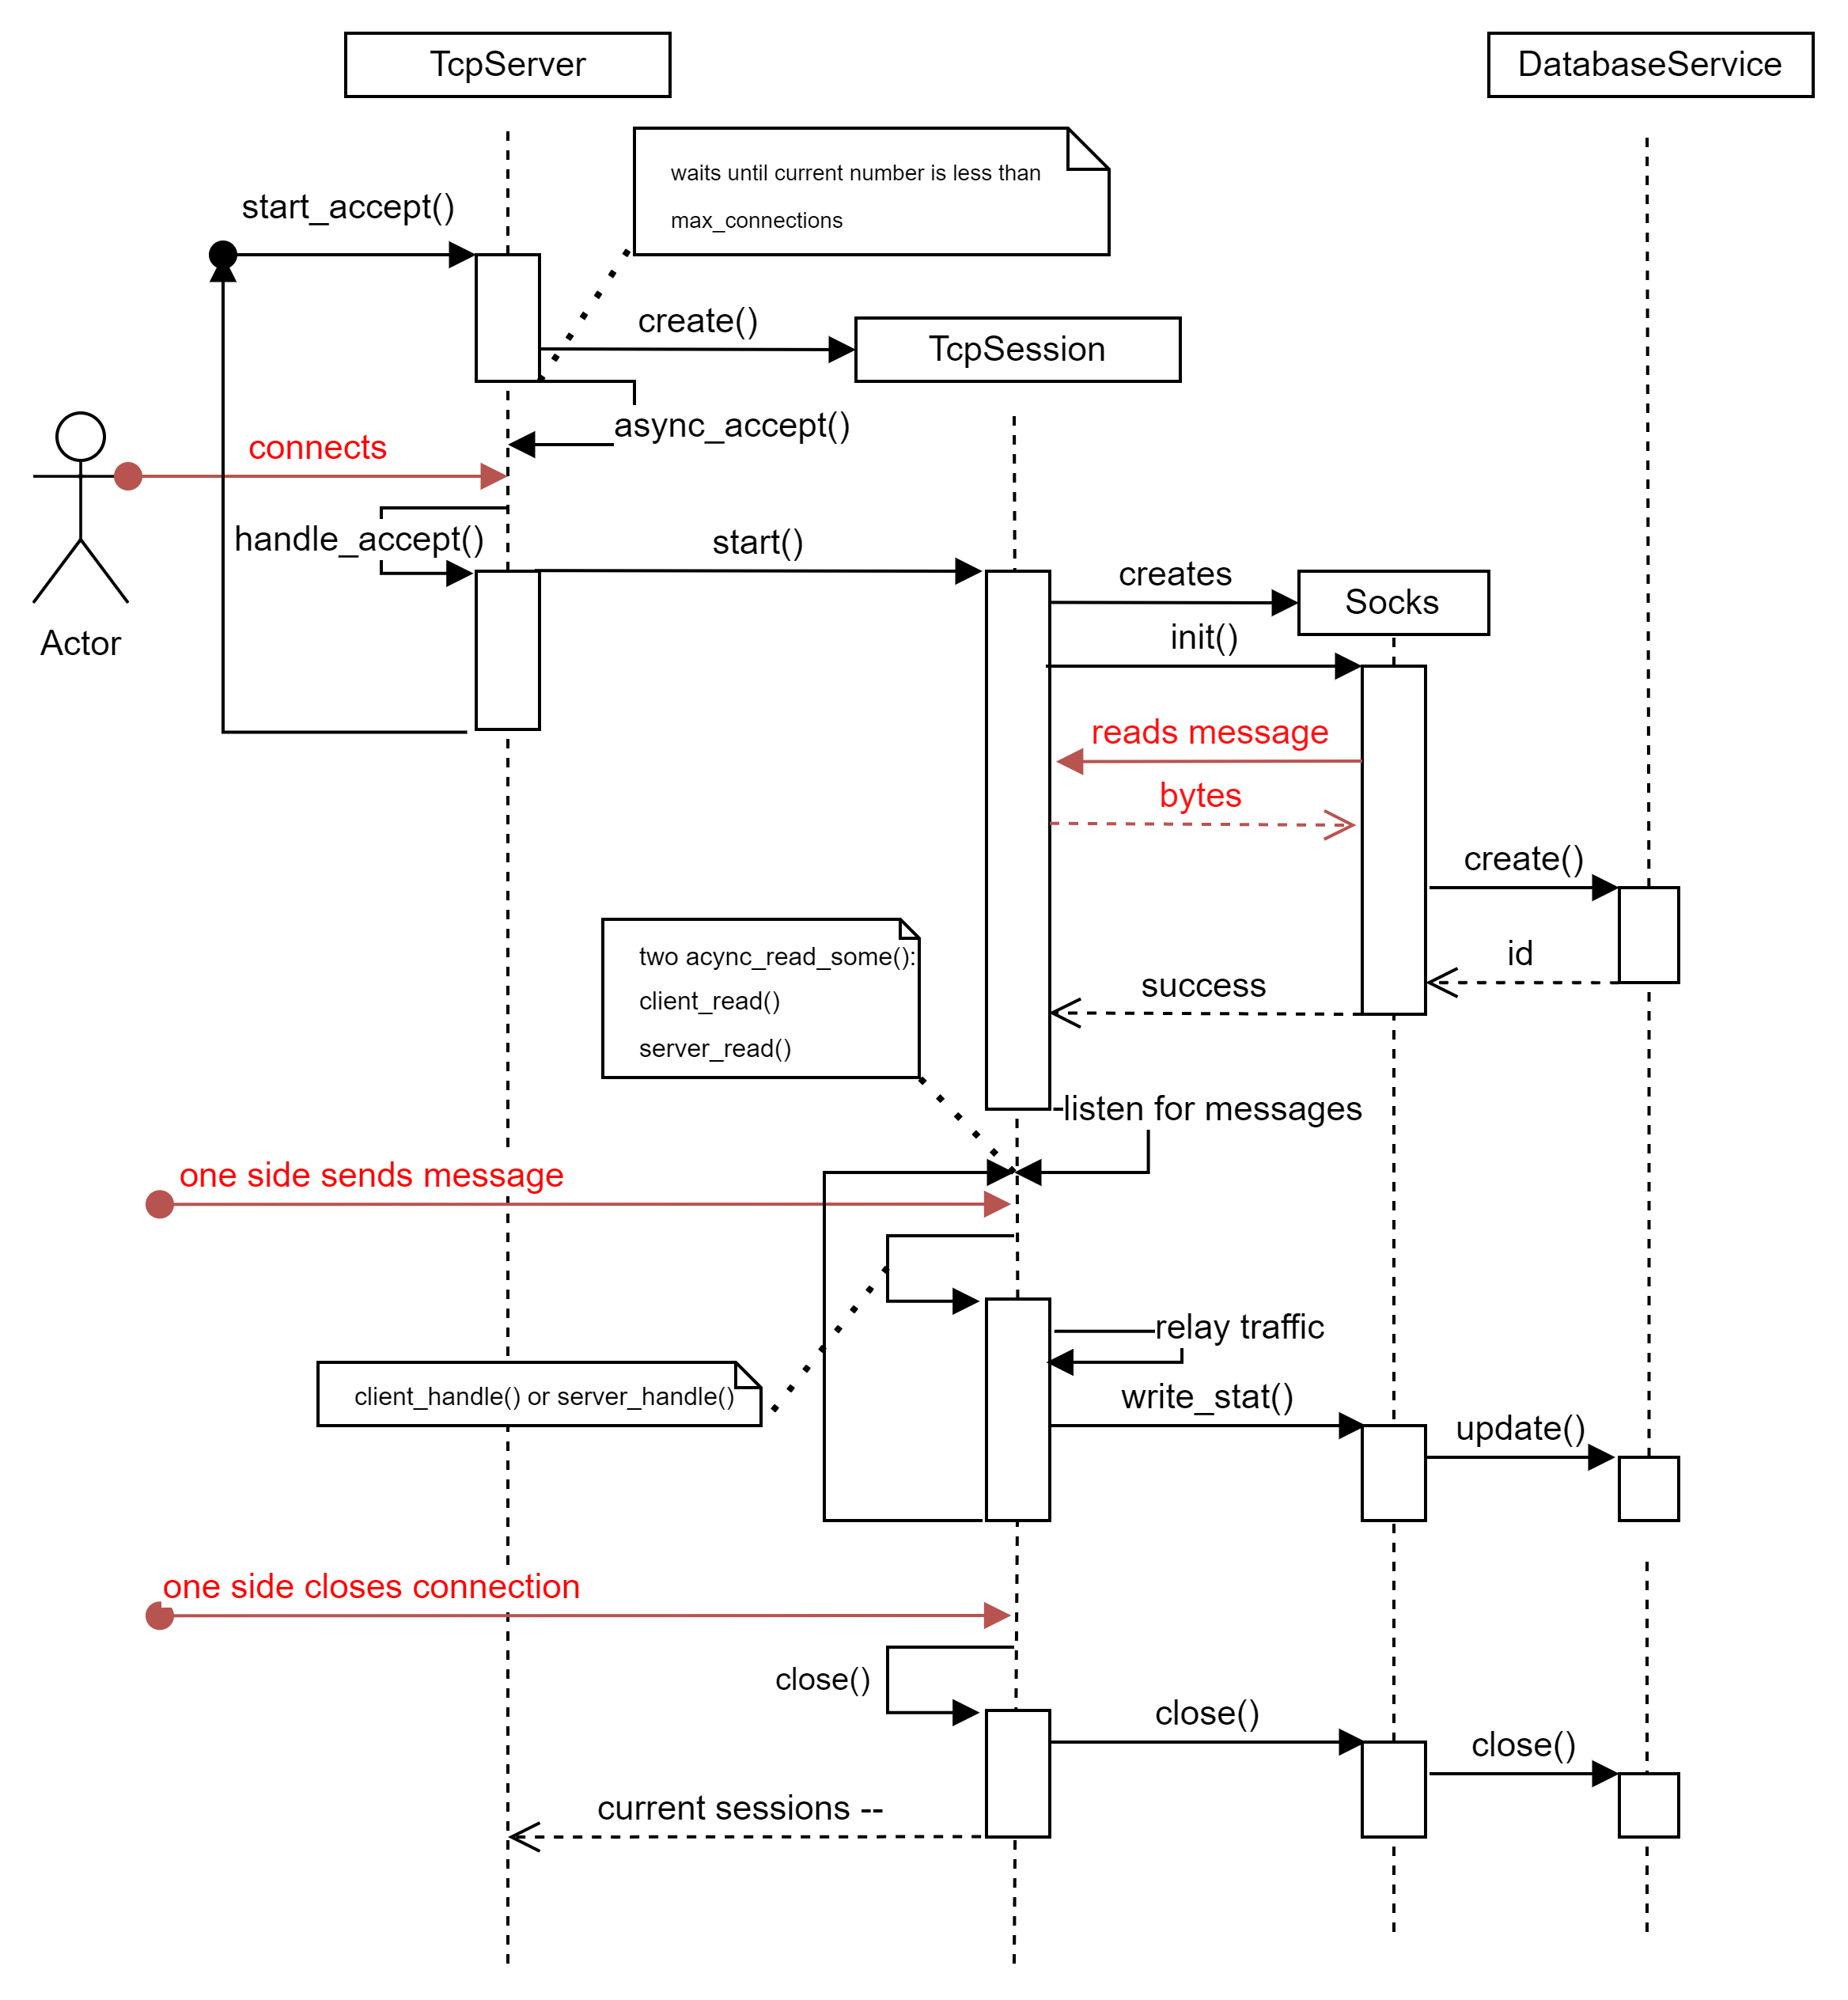 TcpServer
DatabaseService
waits until current number is less than
max_connections
start_accept()
create()
TcpSession
async_accept()
connects
handle_accept()
start()
creates
Socks
init()
Actor
reads message
bytes
create()
two acync_read_some():
client_read()
server_read()
id
success
listen for messages
one side sends message
relay traffic
client_handle() or server_handle()
write_stat()
update()
one side closes connection
close()
close()
close()
current sessions --